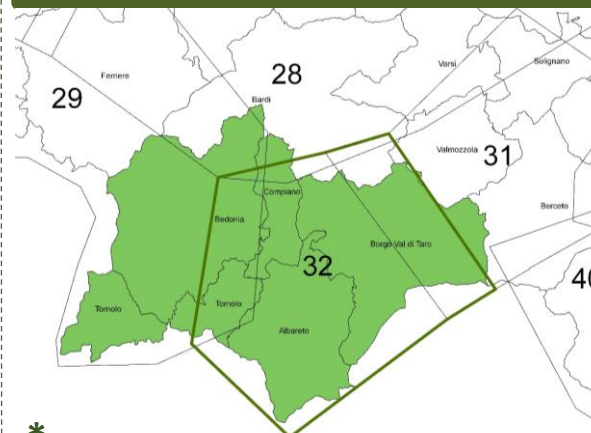 28
Varsi
Solignano
Ferriere
29
Bardi
Valmozzola
31
Compiano
Berceto
Bedonia
Borgo Val di Taro
32
40
Tornolo
Tornolo
Albareto
*